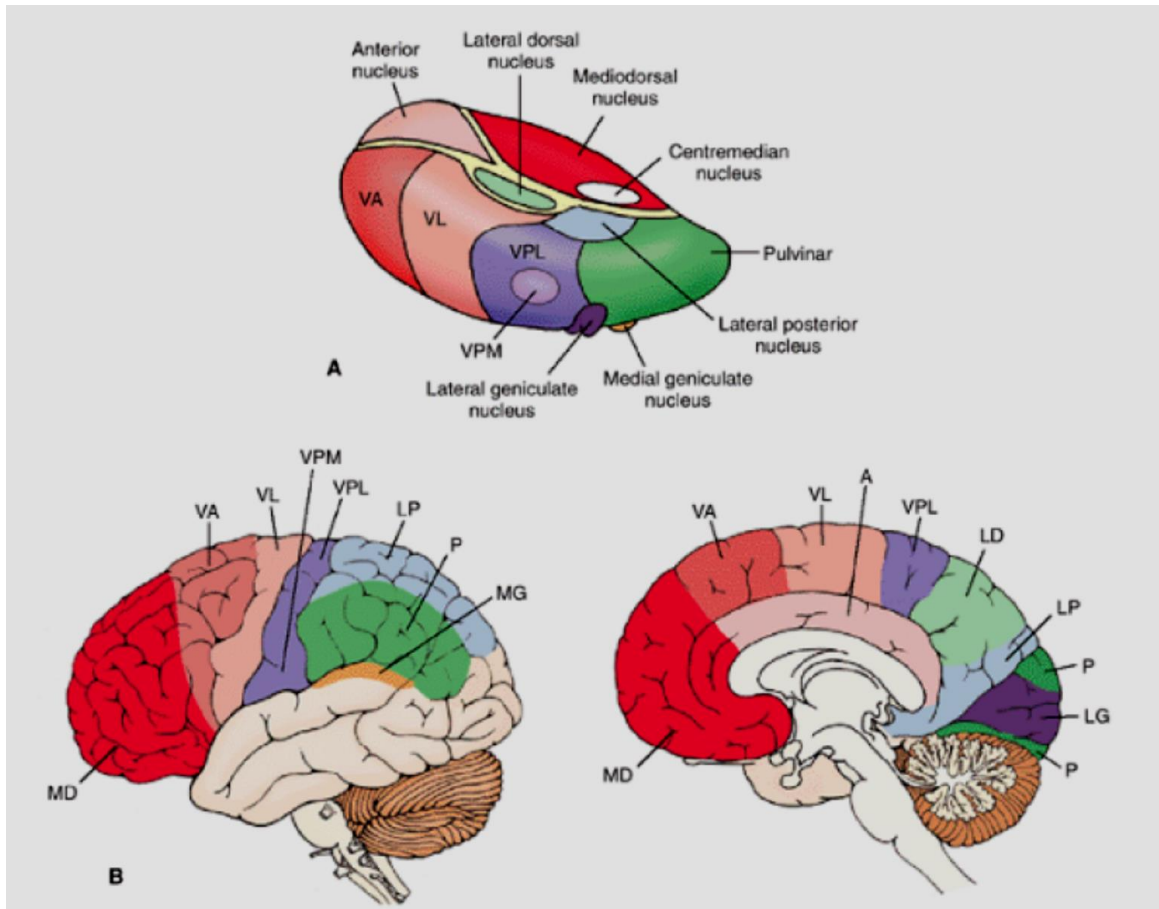 Anterior
nucleus
Lateral dorsal
nucleus
Mediodorsal
nucleus
Centremedian
nucleus
VA
VL
VPL
Pulvinar
VPM
Lateral posterior
nucleus
A
Lateral geniculate
nucleus
Medial geniculate
nucleus
VPM
VA
VL
VPL
LP
P
MG
MD
B
VA
VL
A
VPL
LD
LP
P
LG
P
MD